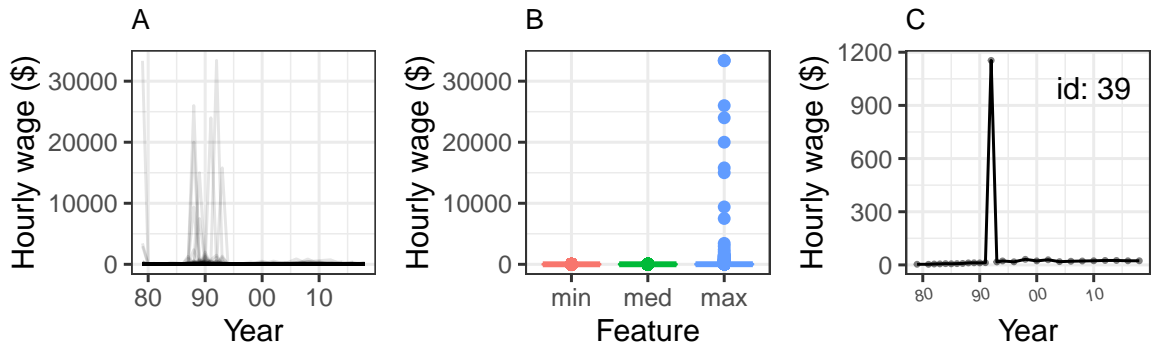 A
Hourly wage ($)
30000
20000
10000
0
80 90 00 10
Year
B
Hourly wage ($)
30000
20000
10000
0
min med max
Feature
C
Hourly wage ($)
1200
900
600
300
0
id: 39
80 90 00 10
Year